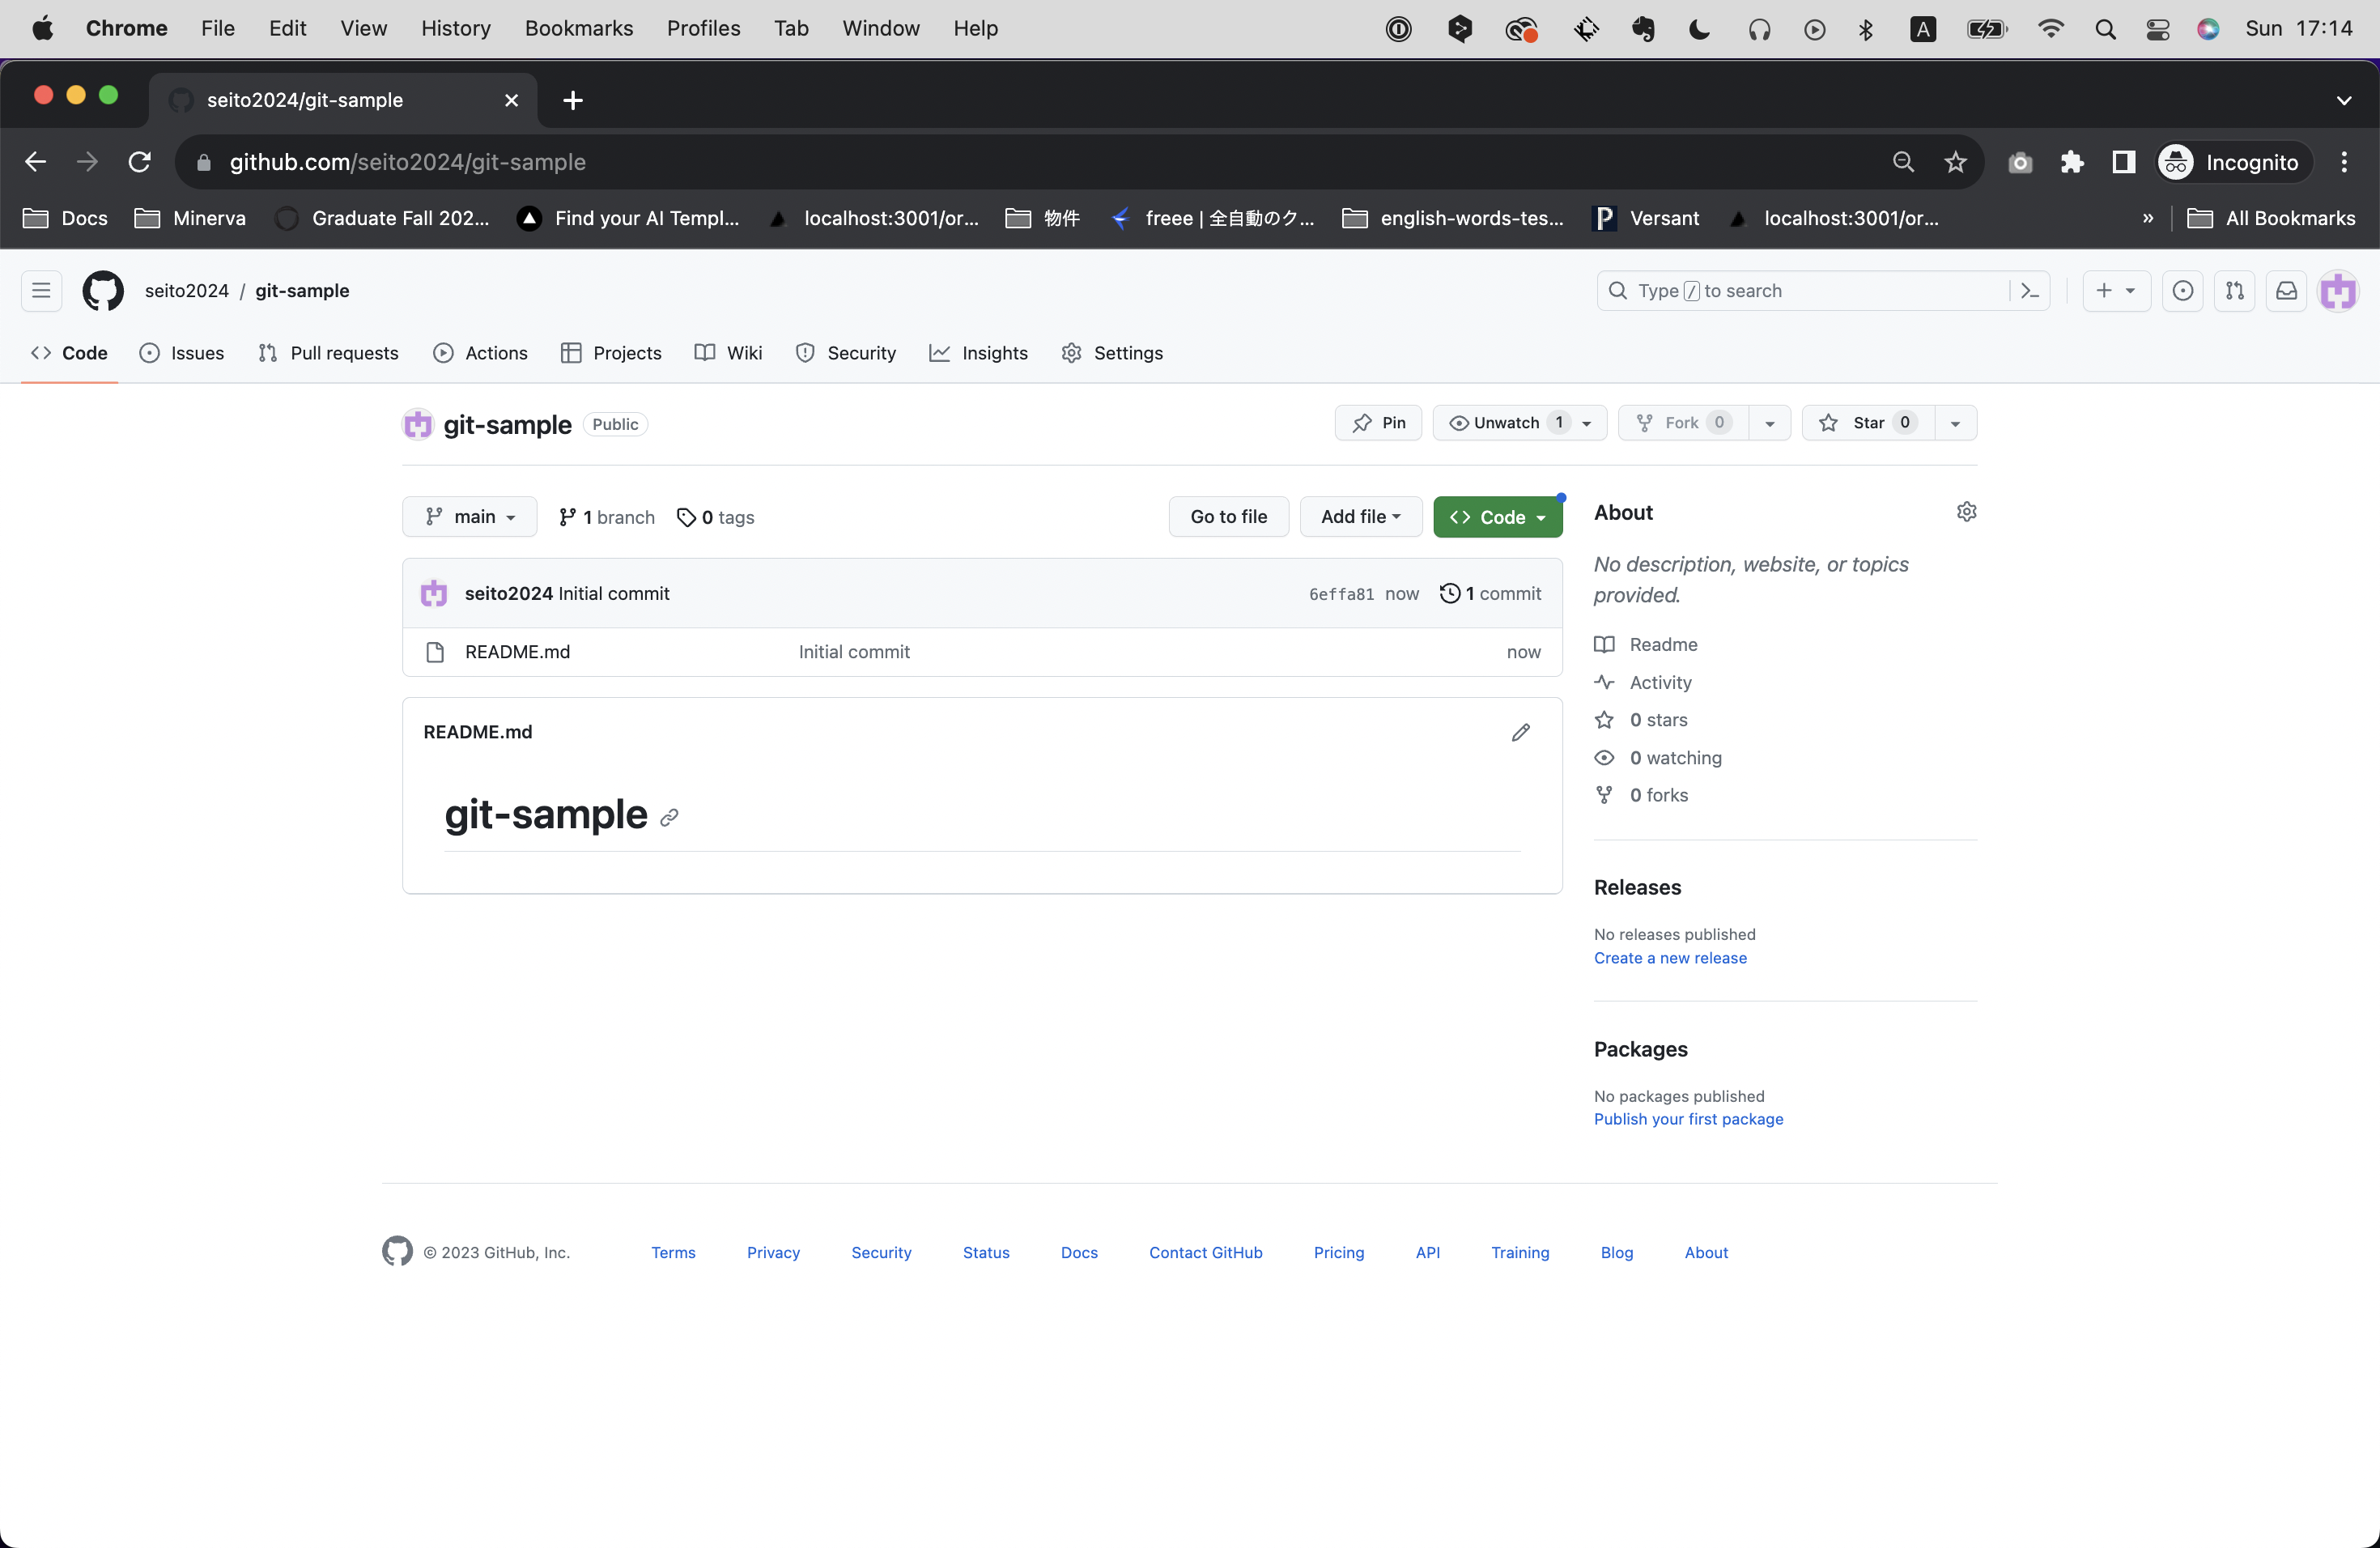 Chrome File Edit View History Bookmarks Profiles Tab Window Help A Sun 17:14
seito2024/git-sample
github.com/seito2024/git-sample Incognito
Docs Minerva Graduate Fall 202... Find your AI Templ... localhost:3001/or... 物件 freee | 全自動のク... english-words-tes... P Versant localhost:3001/or... » All Bookmarks
seito2024 / git-sample Type / to search
Code Issues Pull requests Actions Projects Wiki Security Insights Settings
git-sample Public Pin Unwatch 1 Fork 0 Star 0
main 1 branch 0 tags Go to file Add file Code
seito2024 Initial commit 6effa81 now 1 commit
README.md Initial commit now
README.md
git-sample
About
No description, website, or topics
provided.
Readme
Activity
0 stars
0 watching
0 forks
Releases
No releases published
Create a new release
Packages
No packages published
Publish your first package
© 2023 GitHub, Inc. Terms Privacy Security Status Docs Contact GitHub Pricing API Training Blog About